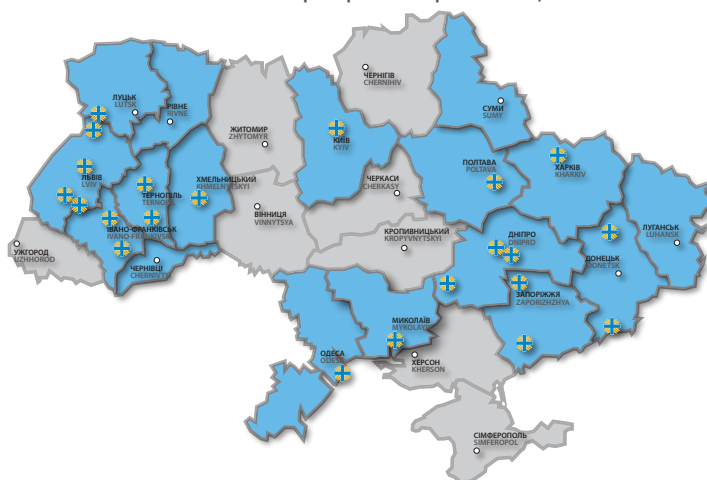 ЧЕРНІГІВ
CHERNIHIV
ЛУЦЬК
LUTSK
РІВНЕ
RIVNE
СУМИ
SUMY
ЖИТОМИР
ZHYTOMYR
КИЇВ
KYIV
ПОЛТАВА
POLTAVA
ХАРКІВ
KHARKIV
ЛЬВІВ
LVIV
ХМЕЛЬНИЦЬКИЙ
KHMELNYTSKYI
ЧЕРКАСИ
CHERKASY
ТЕРНОПІЛЬ
ВІННИЦЯ
VINNYTSYA
ІВАНО-ФРАНКІВСЬК
КРОПИВНИЦЬКИЙ
KROPYVNYTSKYI
ДНІПРО
DNIPRO
ЛУГАНСЬК
LUHANSK
УЖГОРОД
UZHHOROD
ЧЕРНІВЦІ
ДОНЕЦЬК
DONETSK
ЗАПОРІЖЖЯ
ZAPORIZHZHYA
МИКОЛАЇВ
ОДЕСА
ХЕРСОН
KHERSON
СІМФЕРОПОЛЬ
SIMFEROPOL